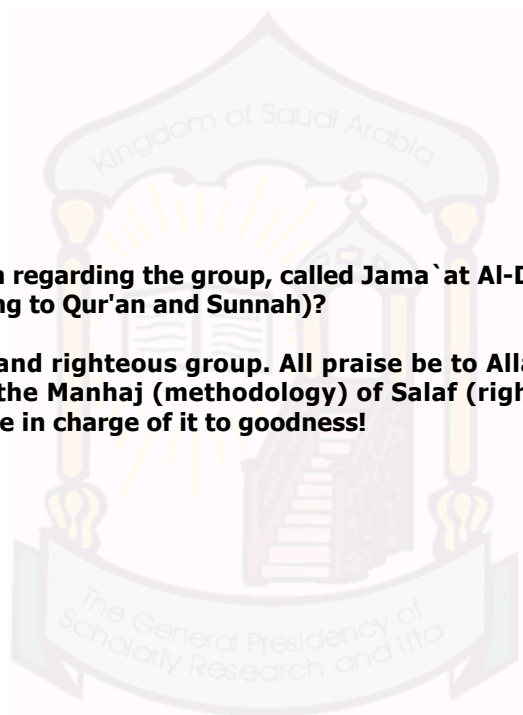 Kingdom of Saudi Arabia
regarding the group, called Jama`at Al-D
g to Qur'an and Sunnah)?
and righteous group. All praise be to Alla
the Manhaj (methodology) of Salaf (righ
e in charge of it to goodness!
The General Presidency of
Scholarly Research and Ifta